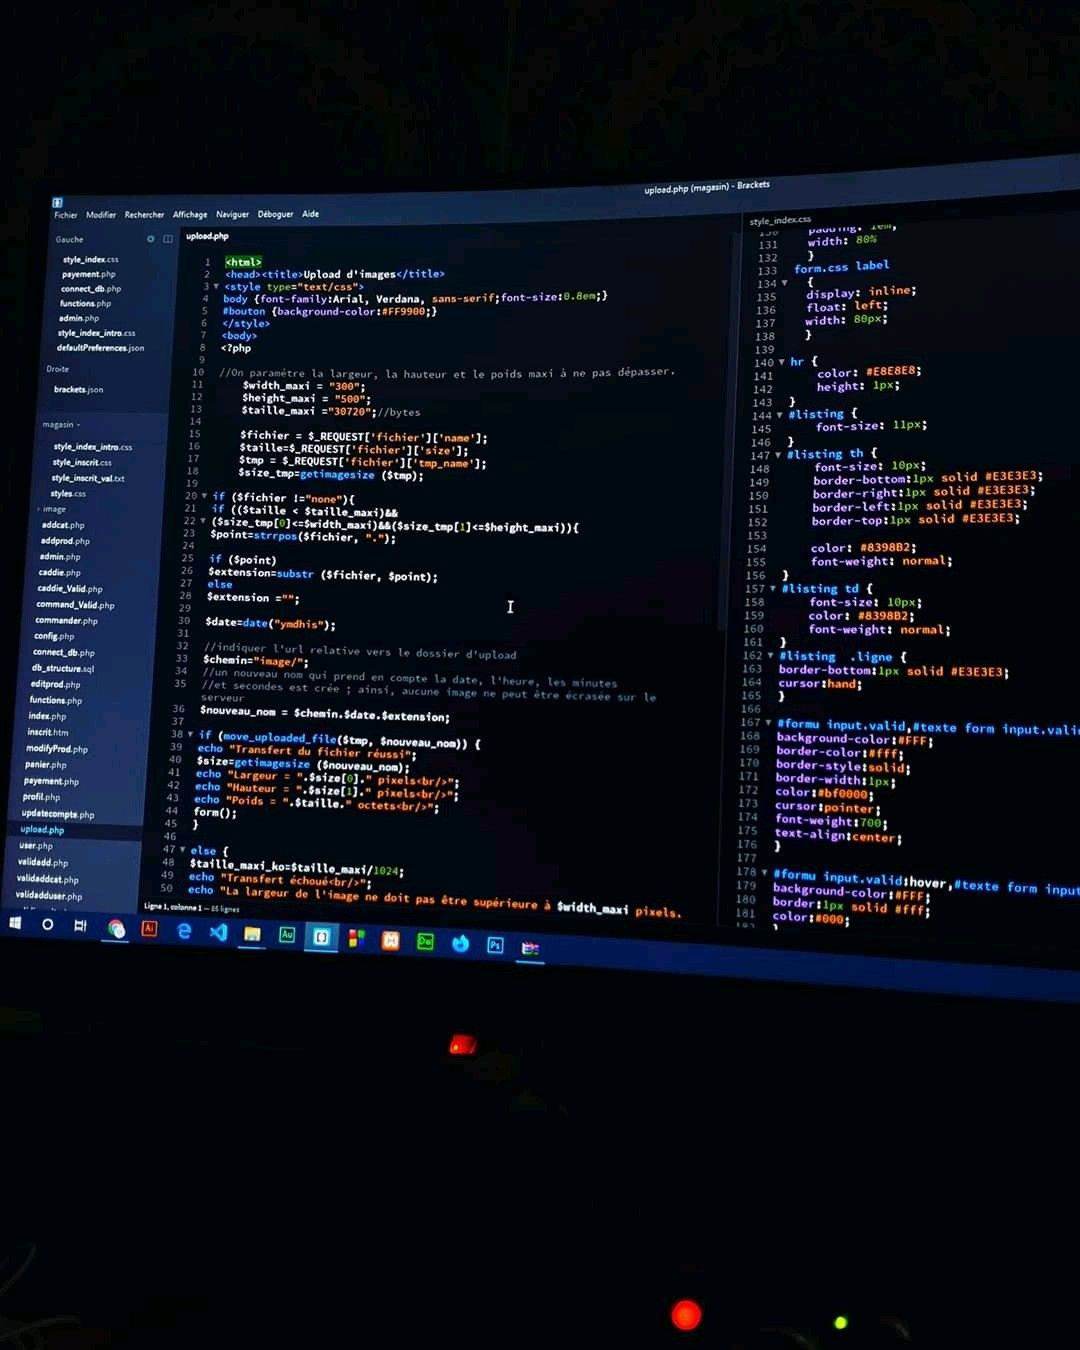 upload.php (magasin) - Brackets
Fichier Modifier Rechercher Affichage Naviguer Déboguer Aide
Gauche
style_index.css
payement.php
connect_db.php
functions.php
admin.php
style_index_intro.css
defaultPreferences.json
Droite
brackets.json
magasin
style_index_intro.css
style_inscrit.css
style_inscrit_val.txt
styles.css
image
addcat.php
addprod.php
admin.php
caddie.php
caddie_Valid.php
command_Valid.php
commander.php
config.php
connect_db.php
db_structure.sql
editprod.php
functions.php
index.php
inscrit.htm
modifyProd.php
panier.php
payement.php
profil.php
updatecompte.php
upload.php
user.php
validadd.php
validaddcat.php
validadduser.php
upload.php
1 <html>
2 <head><title>Upload d'images</title>
3 <style type="text/css">
4 body {font-family:Arial, Verdana, sans-serif;font-size:0.8em;}
5 #bouton {background-color:#FF9900;}
6 </style>
7 <body>
8 <?php
9
10 //On paramètre la largeur, la hauteur et le poids maxi à ne pas dépasser.
11 $width_maxi = "300";
12 $height_maxi = "500";
13 $taille_maxi ="30720";//bytes
14
15 $fichier = $_REQUEST['fichier']['name'];
16 $taille=$_REQUEST['fichier']['size'];
17 $tmp = $_REQUEST['fichier']['tmp_name'];
18 $size_tmp=getimagesize ($tmp);
19
20 if ($fichier !="none"){
21 if (($taille < $taille_maxi)&&
22 ($size_tmp[0]<=$width_maxi)&&($size_tmp[1]<=$height_maxi)){
23 $point=strrpos($fichier, ".");
24
25 if ($point)
26 $extension=substr ($fichier, $point);
27 else
28 $extension ="";
29
30 $date=date("ymdhis");
31
32 //indiquer l'url relative vers le dossier d'upload
33 $chemin="image/";
34 //un nouveau nom qui prend en compte la date, l'heure, les minutes
35 //et secondes est crée ; ainsi, aucune image ne peut être écrasée sur le
serveur
36 $nouveau_nom = $chemin.$date.$extension;
37
38 if (move_uploaded_file($tmp, $nouveau_nom)) {
39 echo "Transfert du fichier réussi";
40 $size=getimagesize ($nouveau_nom);
41 echo "Largeur = ".$size[0]." pixels<br/>";
42 echo "Hauteur = ".$size[1]." pixels<br/>";
43 echo "Poids = ".$taille." octets<br/>";
44 form();
45 }
46
47 else {
48 $taille_maxi_ko=$taille_maxi/1024;
49 echo "Transfert échoué<br/>";
50 echo "La largeur de l'image ne doit pas être supérieure à $width_maxi pixels.
Ligne 1, colonne 1 — 85 lignes
style_index.css
131 width: 80%
132 }
133 form.css label
134 {
135 display: inline;
136 float: left;
137 width: 80px;
138 }
139
140 hr {
141 color: #E8E8E8;
142 height: 1px;
143 }
144 #listing {
145 font-size: 11px;
146 }
147 #listing th {
148 font-size: 10px;
149 border-bottom:1px solid #E3E3E3;
150 border-right:1px solid #E3E3E3;
151 border-left:1px solid #E3E3E3;
152 border-top:1px solid #E3E3E3;
153
154 color: #8398B2;
155 font-weight: normal;
156 }
157 #listing td {
158 font-size: 10px;
159 color: #8398B2;
160 font-weight: normal;
161 }
162 #listing .ligne {
163 border-bottom:1px solid #E3E3E3;
164 cursor:hand;
165 }
166
167 #formu input.valid,#texte form input.vali
168 background-color:#FFF;
169 border-color:#fff;
170 border-style:solid;
171 border-width:1px;
172 color:#bf0000;
173 cursor:pointer;
174 font-weight:700;
175 text-align:center;
176 }
177
178 #formu input.valid:hover,#texte form input
179 background-color:#FFF;
180 border:1px solid #fff;
181 color:#000;
Ai
Au
Dw
Ps